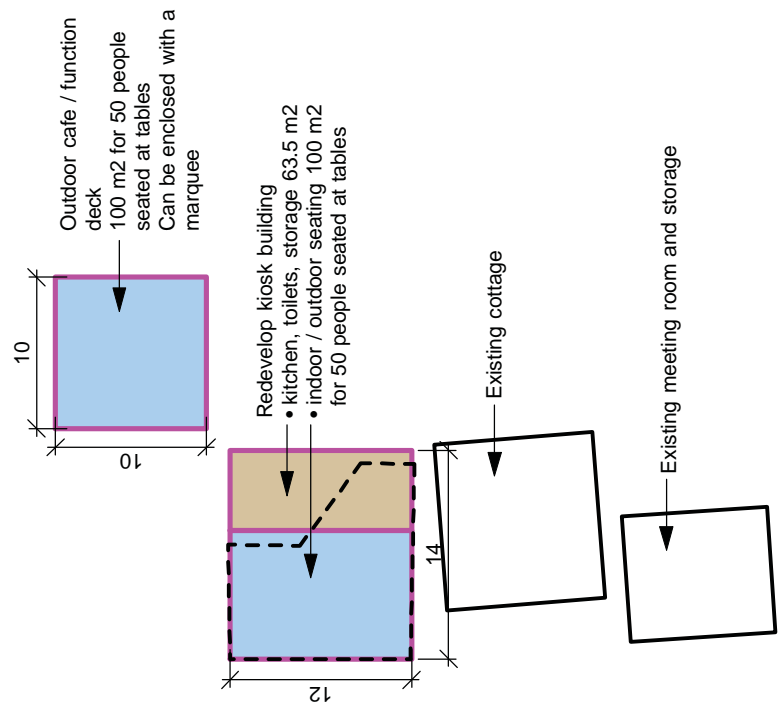 Outdoor cafe / function
deck
100 m2 for 50 people
seated at tables
Can be enclosed with a
marquee
10
10
Redevelop kiosk building
• kitchen, toilets, storage 63.5 m2
• indoor / outdoor seating 100 m2
for 50 people seated at tables
14
12
Existing cottage
Existing meeting room and storage